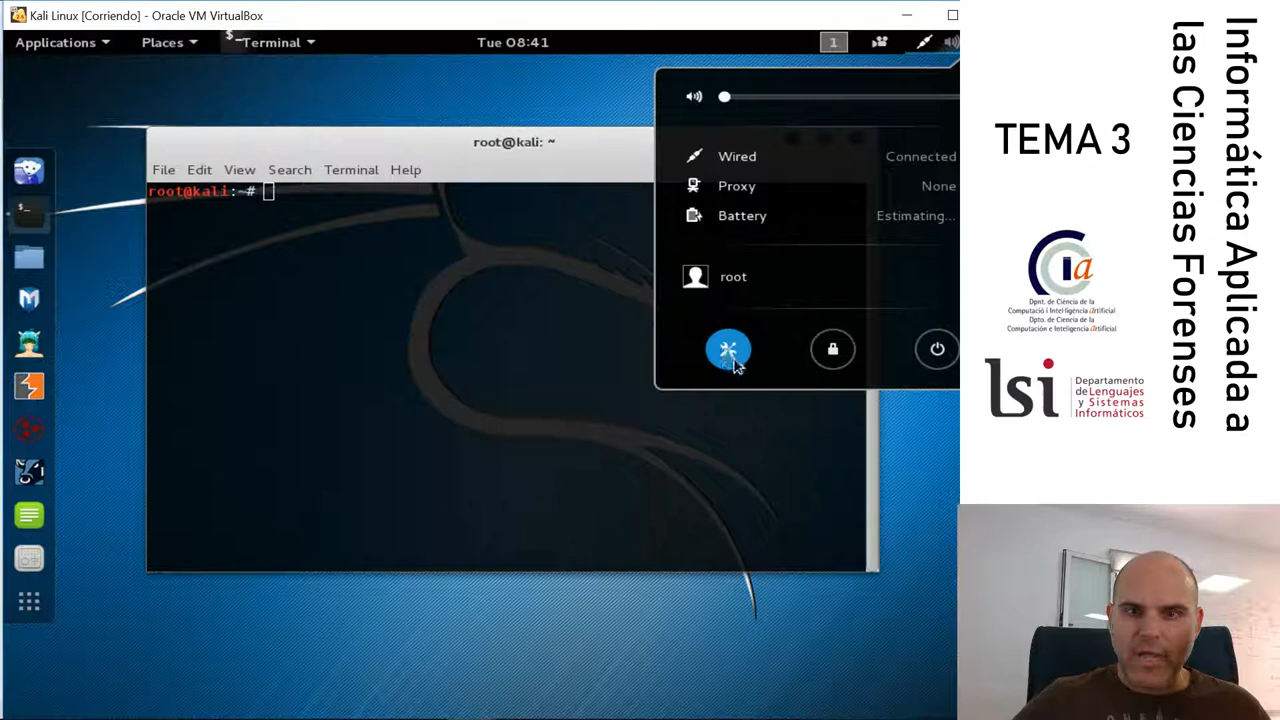 Kali Linux [Corriendo] - Oracle VM VirtualBox
Applications
Places
Terminal
Tue 08:41
1
root@kali: ~
File Edit View Search Terminal Help
root@kali:~#
Wired
Connected
Proxy
None
Battery
Estimating...
root
TEMA 3
Informática Aplicada a
las Ciencias Forenses
Dpnt. de Ciència de la
Computació i Intel·ligència artificial
Dpto. de Ciencia de la
Computación e Inteligencia artificial
lsi
Departamento
de Lenguajes
y Sistemas
Informáticos